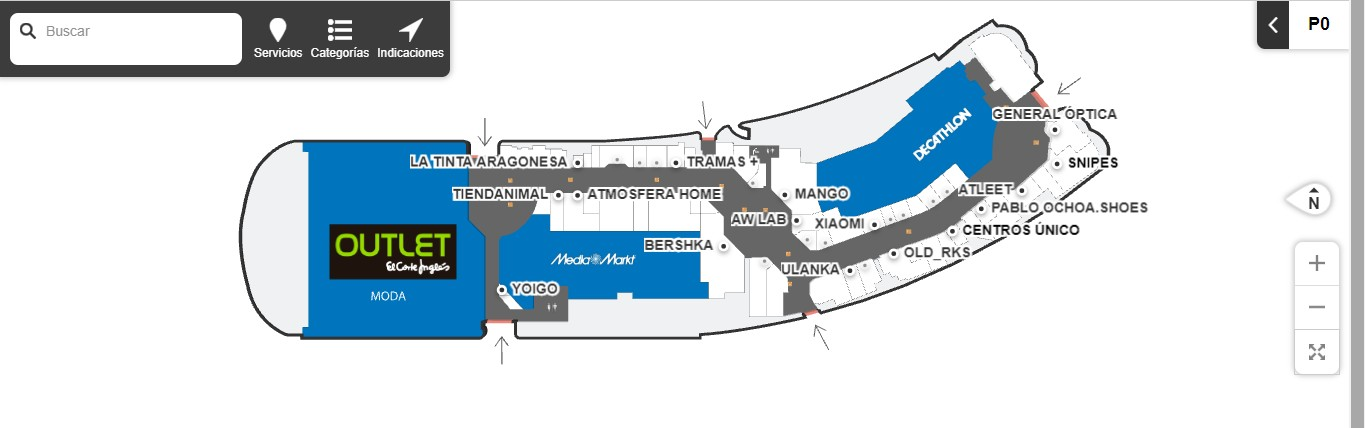 Buscar
Servicios
Categorías
Indicaciones
P0
GENERAL ÓPTICA
DECATHLON
LA TINTA ARAGONESA
TRAMAS +
SNIPES
TIENDANIMAL
ATMOSFERA HOME
MANGO
ATLEET
PABLO OCHOA.SHOES
AW LAB
XIAOMI
CENTROS ÚNICO
BERSHKA
OLD_RKS
OUTLET
El Corte Inglés
MediaMarkt
ULANKA
MODA
YOIGO
N